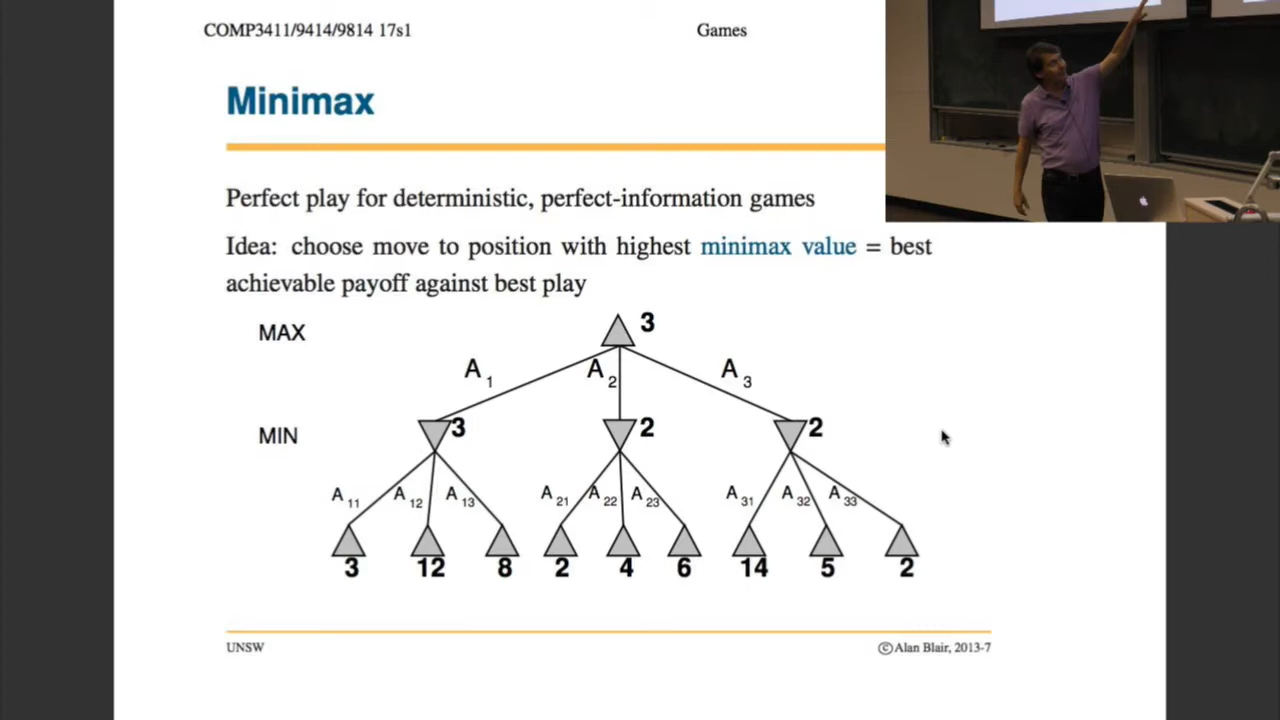 COMP3411/9414/9814 17s1 Games
Minimax
Perfect play for deterministic, perfect-information games
Idea: choose move to position with highest minimax value = best
achievable payoff against best play
MAX 3
A1 A2 A3
MIN 3 2 2
A11 A12 A13 A21 A22 A23 A31 A32 A33
3 12 8 2 4 6 14 5 2
UNSW ©Alan Blair, 2013-7